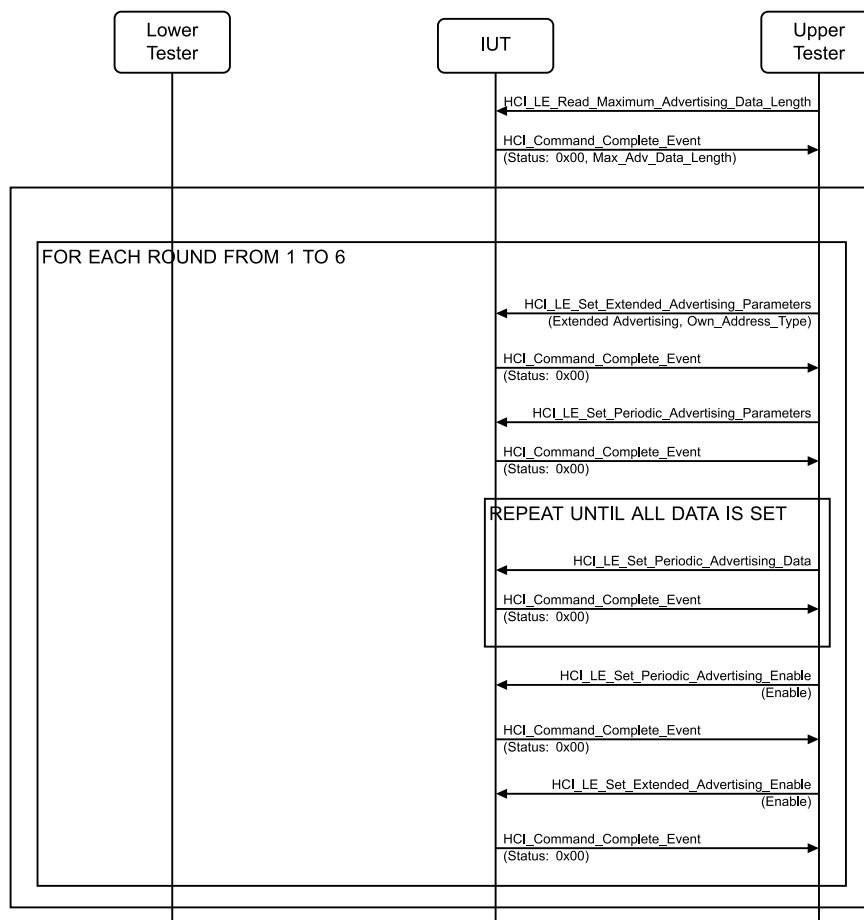 Lower
Tester
IUT
Upper
Tester
HCI_LE_Read_Maximum_Advertising_Data_Length
HCI_Command_Complete_Event
(Status: 0x00, Max_Adv_Data_Length)
FOR EACH ROUND FROM 1 TO 6
HCI_LE_Set_Extended_Advertising_Parameters
(Extended Advertising, Own_Address_Type)
HCI_Command_Complete_Event
(Status: 0x00)
HCI_LE_Set_Periodic_Advertising_Parameters
HCI_Command_Complete_Event
(Status: 0x00)
REPEAT UNTIL ALL DATA IS SET
HCI_LE_Set_Periodic_Advertising_Data
HCI_Command_Complete_Event
(Status: 0x00)
HCI_LE_Set_Periodic_Advertising_Enable
(Enable)
HCI_Command_Complete_Event
(Status: 0x00)
HCI_LE_Set_Extended_Advertising_Enable
(Enable)
HCI_Command_Complete_Event
(Status: 0x00)